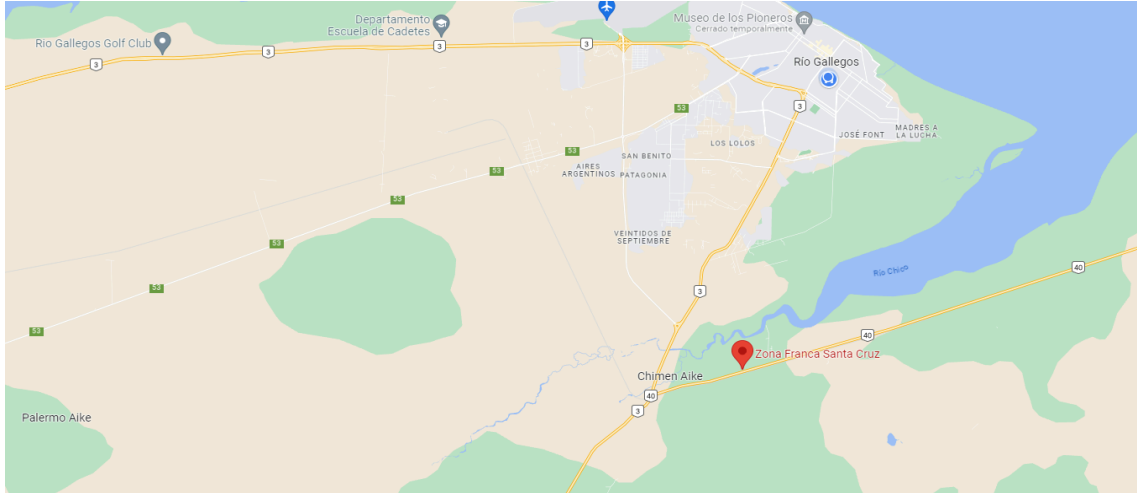 Departamento
Escuela de Cadetes
Museo de los Pioneros
Cerrado temporalmente
Río Gallegos Golf Club
3
3
3
3
Río Gallegos
3
53
JOSÉ FONT
MADRES A
LA LUCHA
LOS LOLOS
53
SAN BENITO
AIRES
ARGENTINOS
PATAGONIA
53
53
VEINTIDOS DE
SEPTIEMBRE
53
Río Chico
40
53
3
53
40
Zona Franca Santa Cruz
Chimen Aike
40
3
Palermo Aike